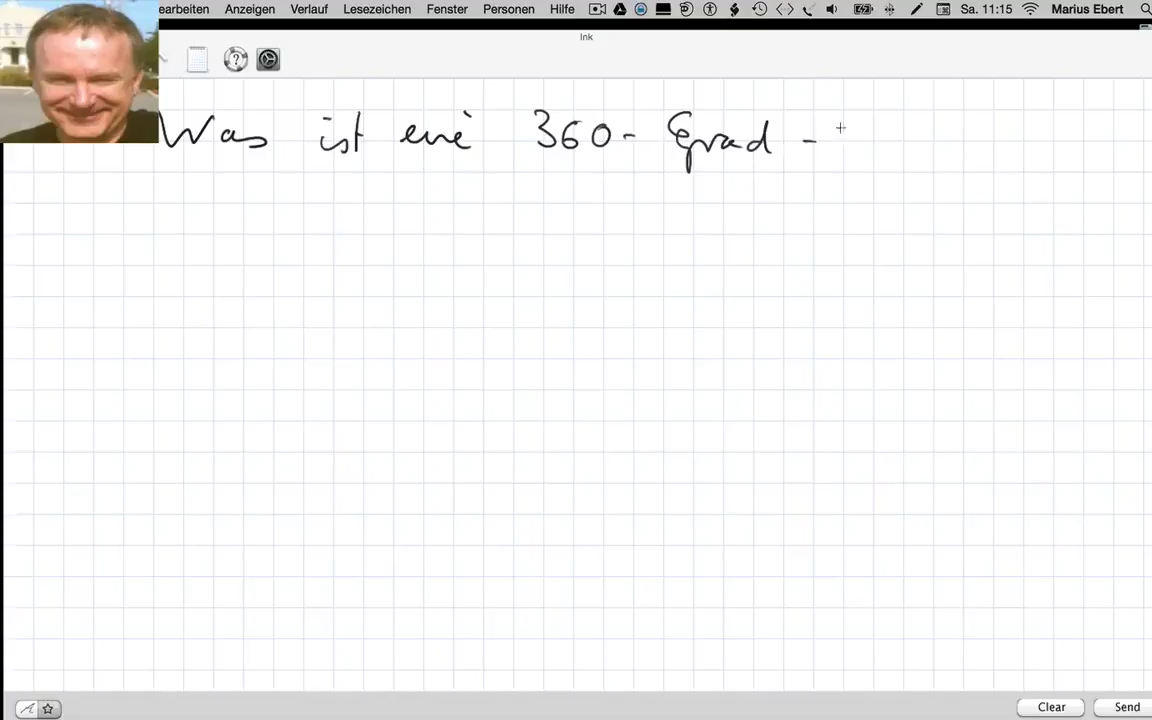 earbeiten Anzeigen Verlauf Lesezeichen Fenster Personen Hilfe Sa. 11:15 Marius Ebert
Ink
Was ist eine 360- Grad -
Clear Send